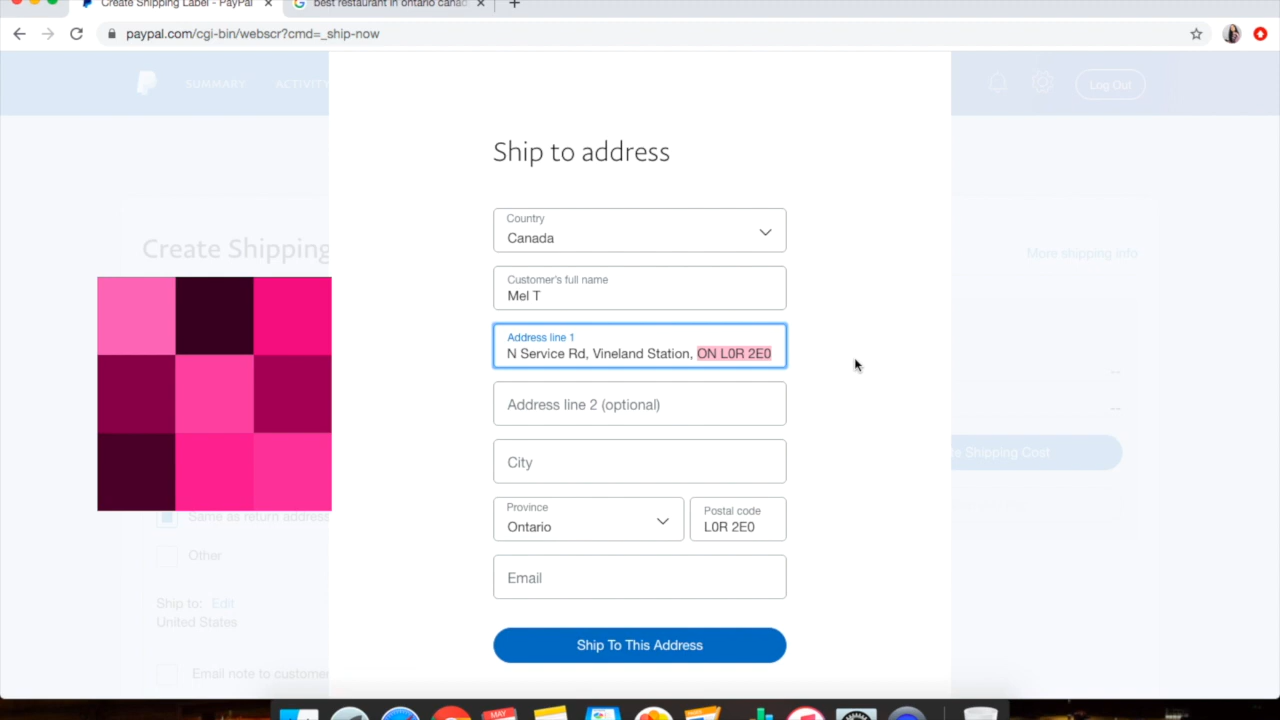 Create Shipping Label - PayPal
best restaurant in ontario canad
paypal.com/cgi-bin/webscr?cmd=_ship-now
SUMMARY ACTIVITY
Log Out
Ship to address
Create Shipping
More shipping info
Country
Canada
Customer's full name
Mel T
Address line 1
N Service Rd, Vineland Station, ON L0R 2E0
Address line 2 (optional)
City
Province
Ontario
Postal code
L0R 2E0
Email
Ship To This Address
Shipping Cost
Same as return address
Other
Ship to: Edit
United States
Email note to customer
MAY